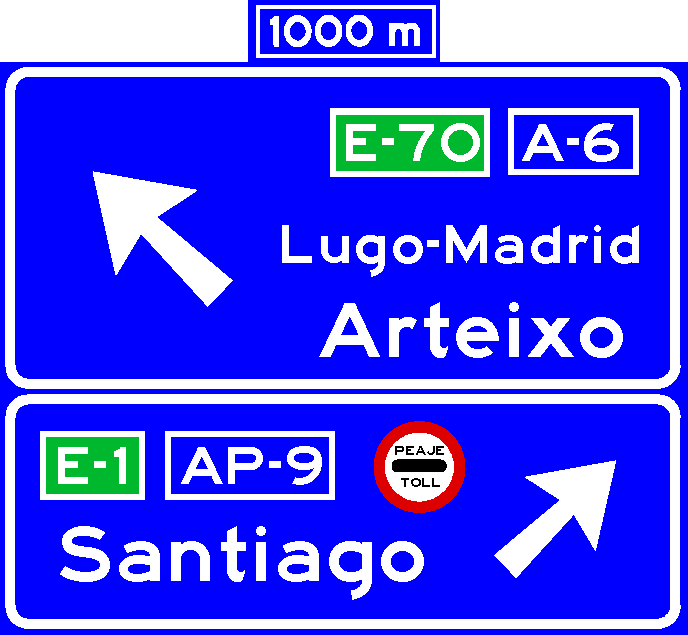 1000 m
E-70 A-6
Lugo-Madrid
Arteixo
E-1 AP-9
PEAJE
TOLL
Santiago